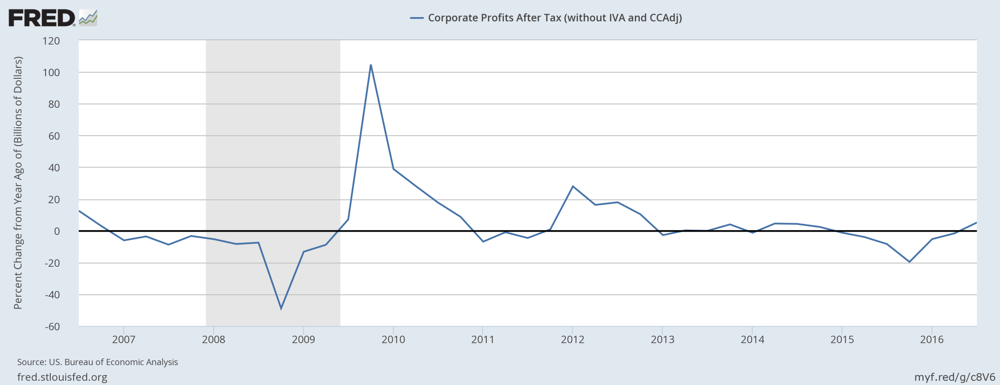 FRED®
Corporate Profits After Tax (without IVA and CCAdj)
Percent Change from Year Ago of (Billions of Dollars)
120
100
80
60
40
20
0
-20
-40
-60
2007 2008 2009 2010 2011 2012 2013 2014 2015 2016
Source: US. Bureau of Economic Analysis
fred.stlouisfed.org myf.red/g/c8V6